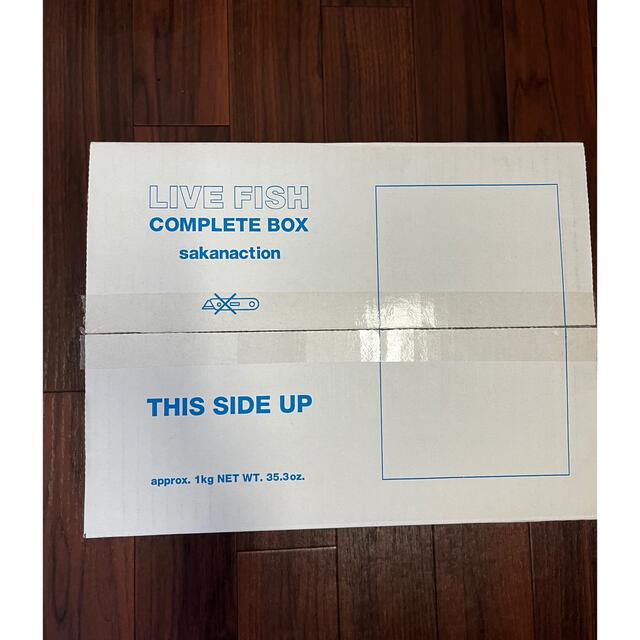 LIVE FISH
COMPLETE BOX
sakanaction
THIS SIDE UP
approx. 1kg NET WT. 35.3oz.